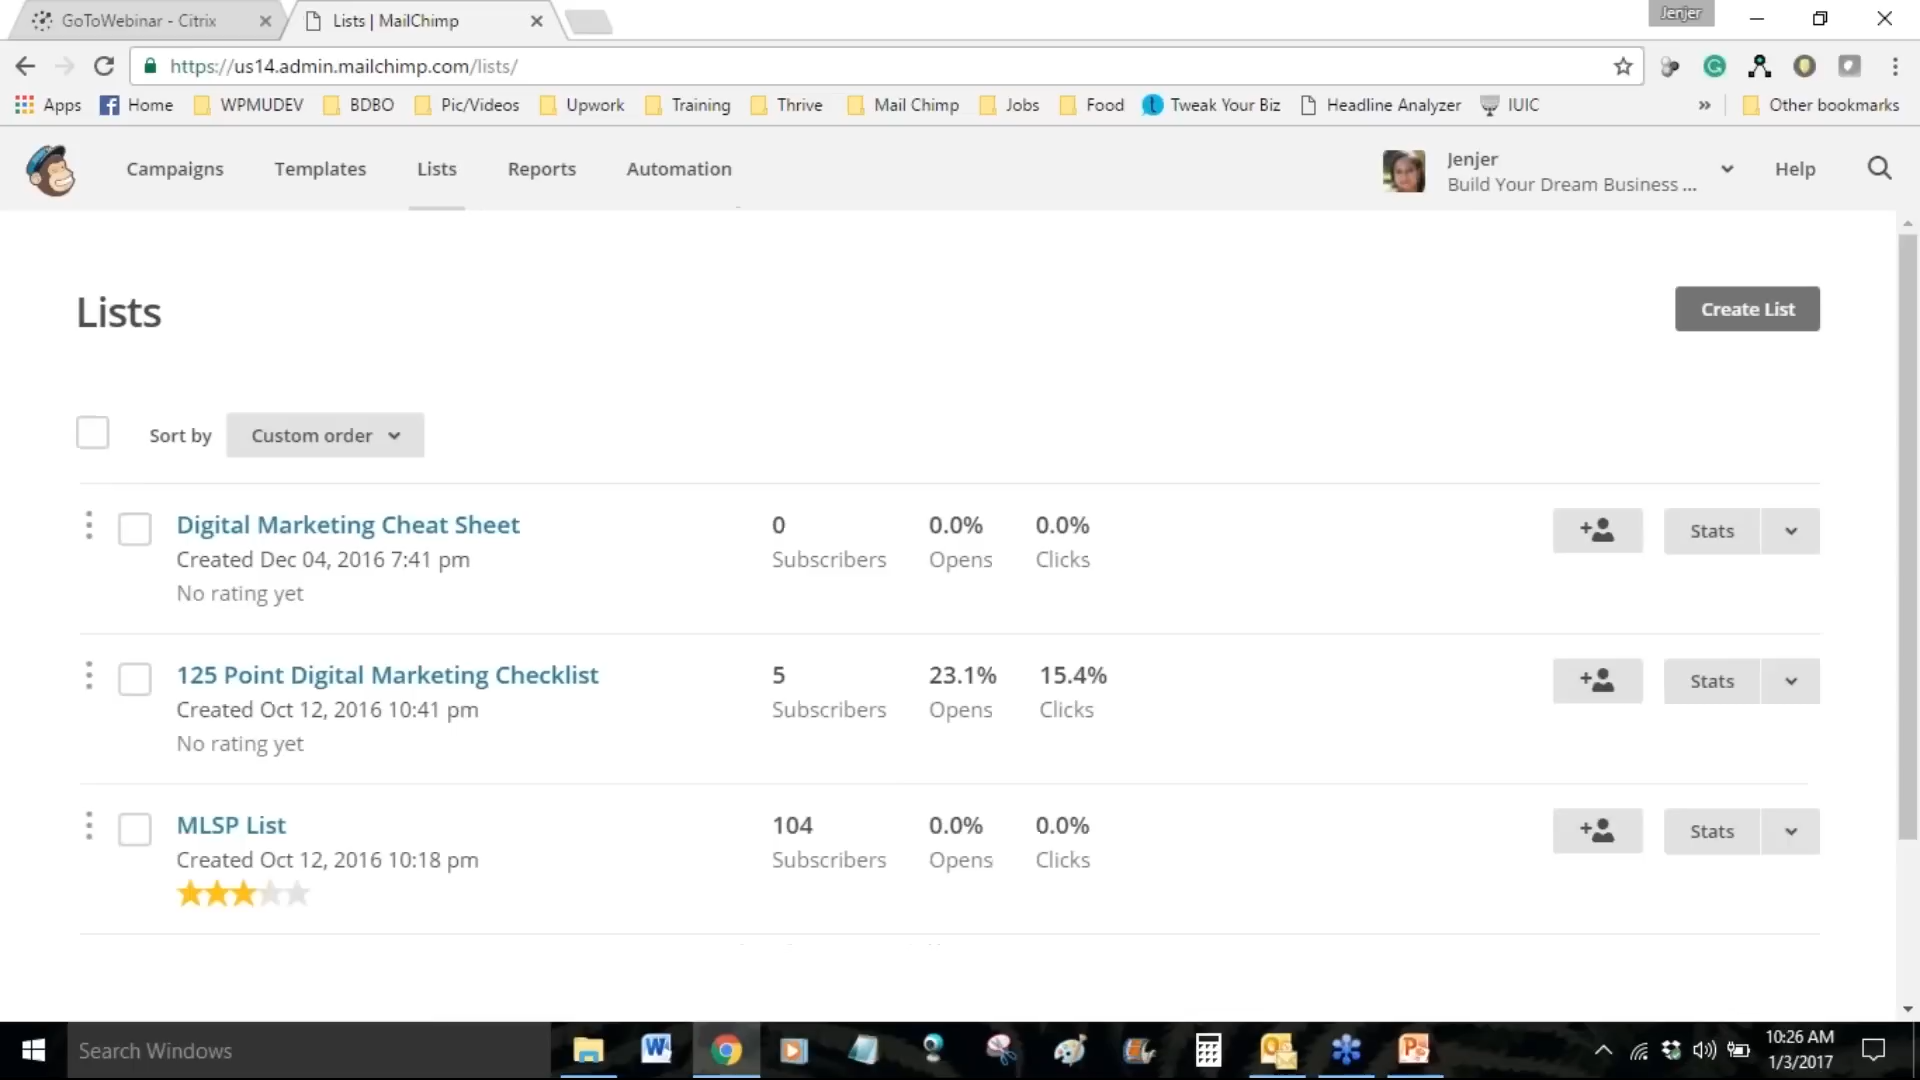 GoToWebinar - Citrix
Lists | MailChimp
Jenjer
https://us14.admin.mailchimp.com/lists/
Apps Home WPMUDEV BDBO Pic/Videos Upwork Training Thrive Mail Chimp Jobs Food Tweak Your Biz Headline Analyzer IUIC » Other bookmarks
Campaigns Templates Lists Reports Automation
Jenjer
Build Your Dream Business ...
Help
Lists
Create List
Sort by Custom order
Digital Marketing Cheat Sheet 0 0.0% 0.0% Stats
Created Dec 04, 2016 7:41 pm Subscribers Opens Clicks
No rating yet
125 Point Digital Marketing Checklist 5 23.1% 15.4% Stats
Created Oct 12, 2016 10:41 pm Subscribers Opens Clicks
No rating yet
MLSP List 104 0.0% 0.0% Stats
Created Oct 12, 2016 10:18 pm Subscribers Opens Clicks
Search Windows
10:26 AM
1/3/2017